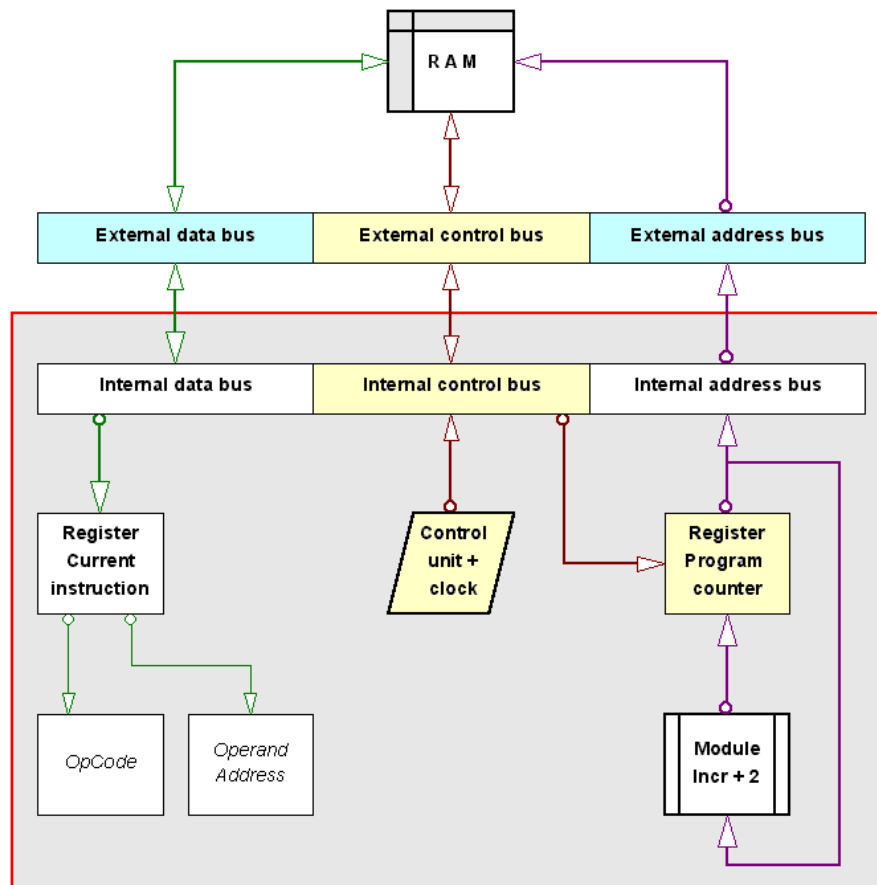 R A M
External data bus
External control bus
External address bus
Internal data bus
Internal control bus
Internal address bus
Register
Current
instruction
Control
unit +
clock
Register
Program
counter
OpCode
Operand
Address
Module
Incr + 2